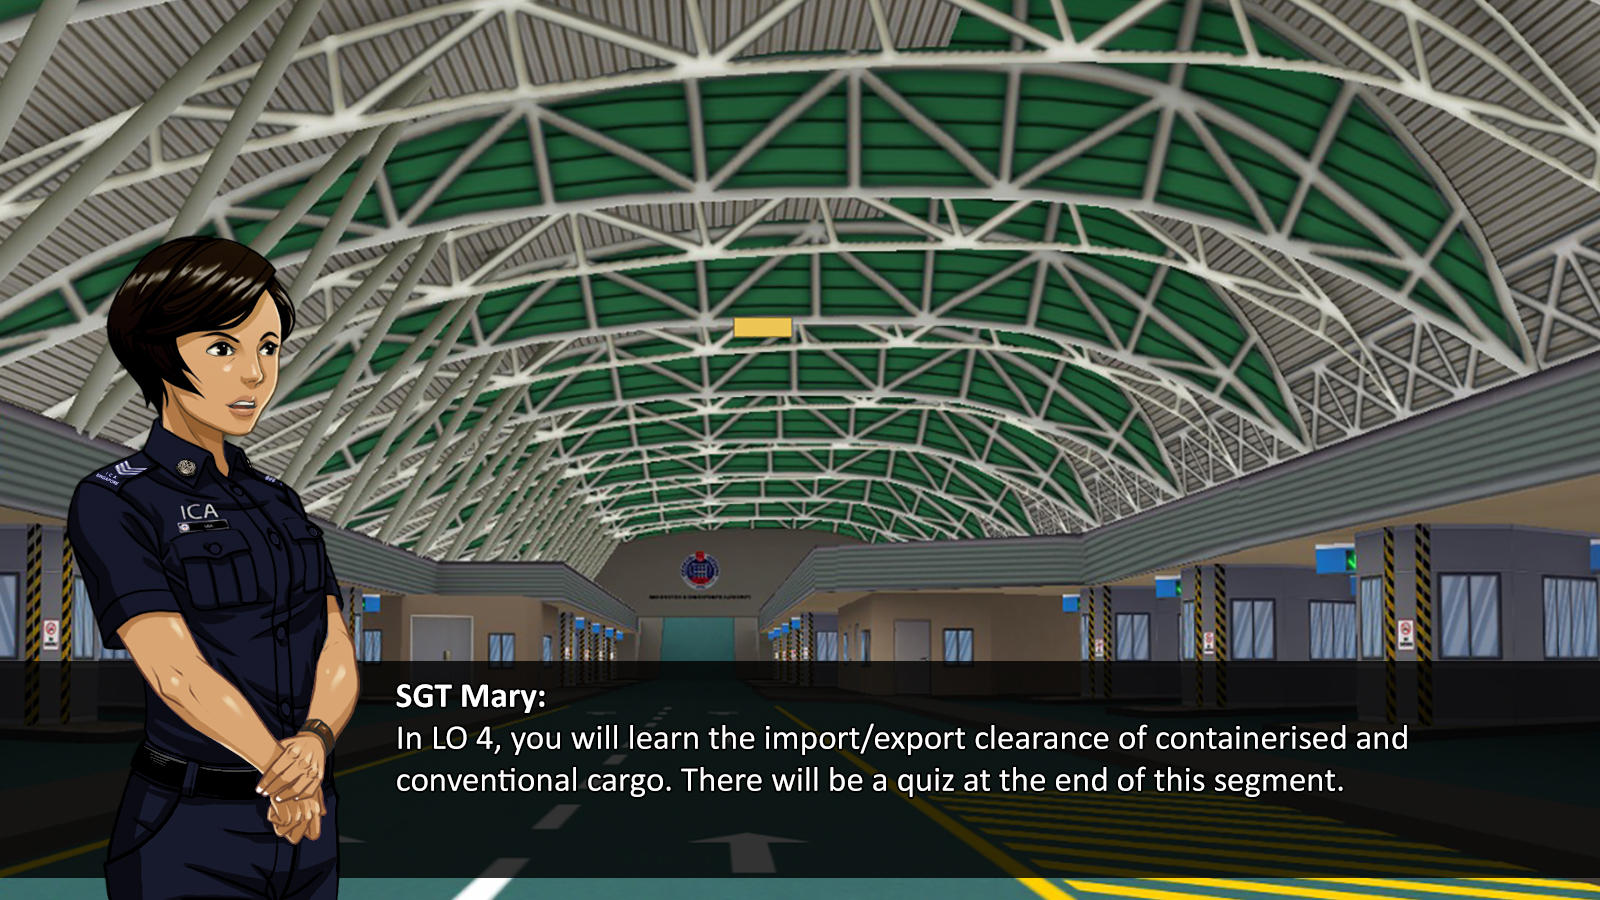 ICA
SGT Mary:
In LO 4, you will learn the import/export clearance of containerised and
conventional cargo. There will be a quiz at the end of this segment.